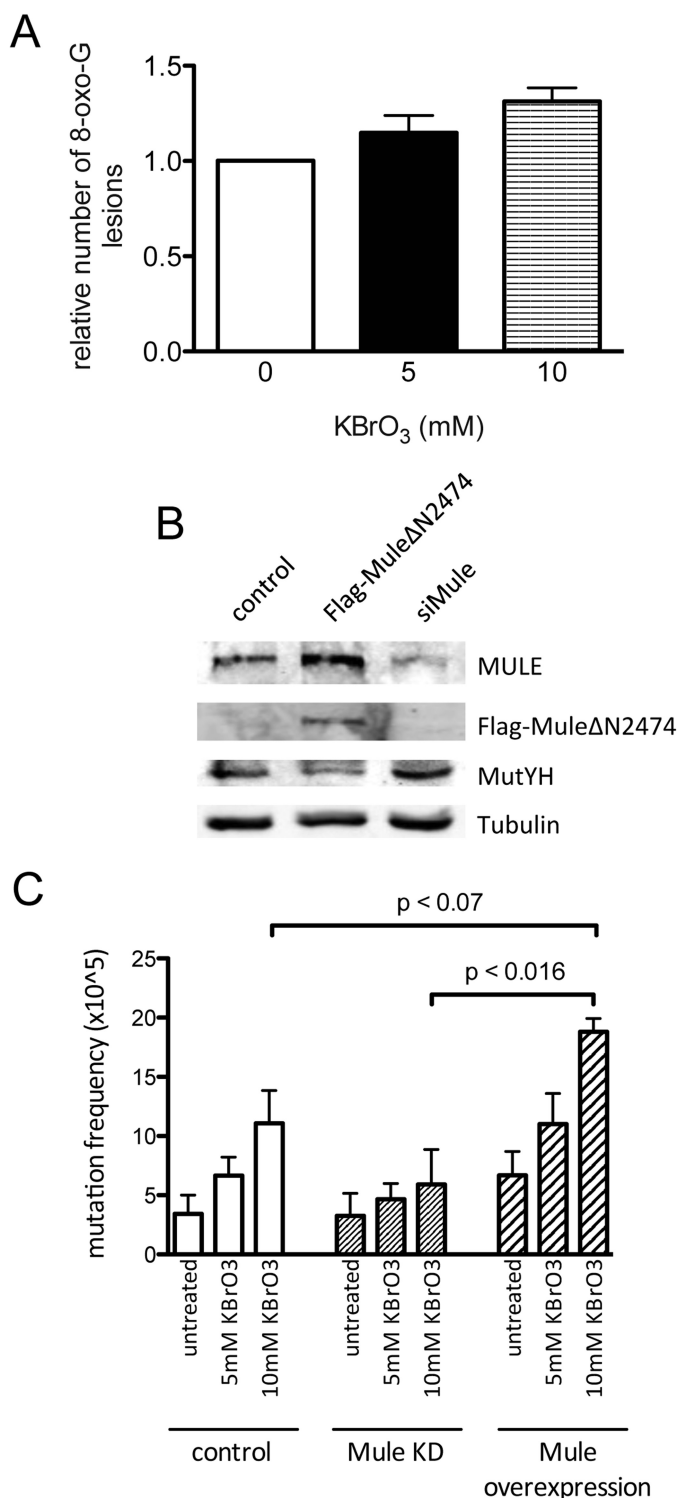 A
relative number of 8-oxo-G
lesions
1.5
1.0
0.5
0.0
0 5 10
KBrO₃ (mM)
B
control
Flag-MuleΔN2474
siMule
MULE
Flag-MuleΔN2474
MutYH
Tubulin
C
p < 0.07
p < 0.016
mutation frequency (x10^5)
25
20
15
10
5
0
untreated
5mM KBrO3
10mM KBrO3
untreated
5mM KBrO3
10mM KBrO3
untreated
5mM KBrO3
10mM KBrO3
control
Mule KD
Mule
overexpression